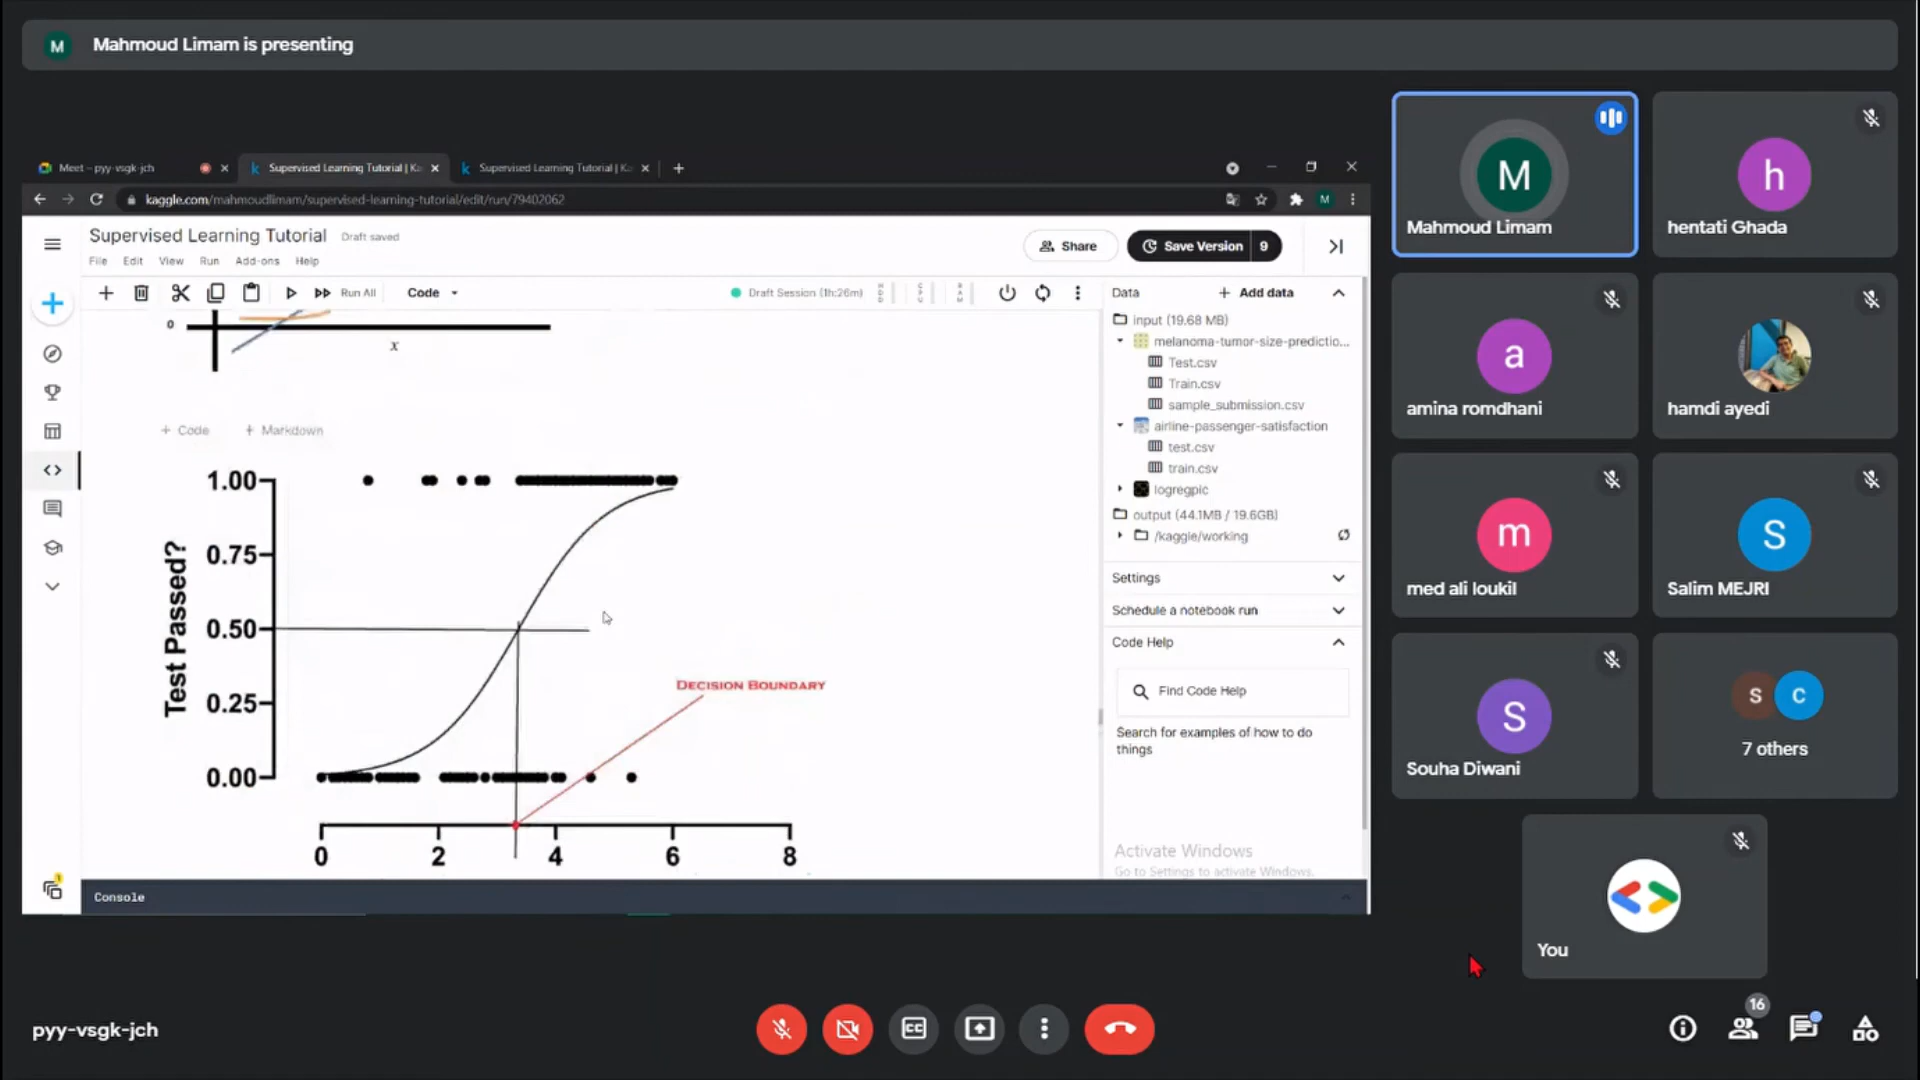 M
Mahmoud Limam is presenting
Meet – pyy-vsgk-jch
Supervised Learning Tutorial | Ka
Supervised Learning Tutorial | Ka
kaggle.com/mahmoudlimam/supervised-learning-tutorial/edit/run/79402062
M
Supervised Learning Tutorial
Draft saved
File Edit View Run Add-ons Help
Share
Save Version 9
Run All
Code
Draft Session (1h:26m)
0
x
+ Code
+ Markdown
1.00
0.75
0.50
0.25
0.00
Test Passed?
DECISION BOUNDARY
0 2 4 6 8
Console
Data
Add data
input (19.68 MB)
melanoma-tumor-size-predictio...
Test.csv
Train.csv
sample_submission.csv
airline-passenger-satisfaction
test.csv
train.csv
logregpic
output (44.1MB / 19.6GB)
/kaggle/working
Settings
Schedule a notebook run
Code Help
Find Code Help
Search for examples of how to do
things
Activate Windows
Go to Settings to activate Windows.
M
Mahmoud Limam
h
hentati Ghada
a
amina romdhani
hamdi ayedi
m
med ali loukil
S
Salim MEJRI
S
Souha Diwani
S C
7 others
You
pyy-vsgk-jch
CC
16